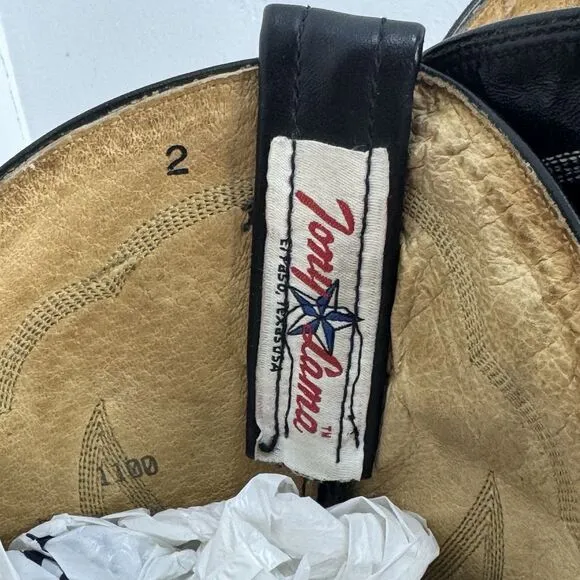 2
Tony Lama
TM
El Paso, Texas USA
1100